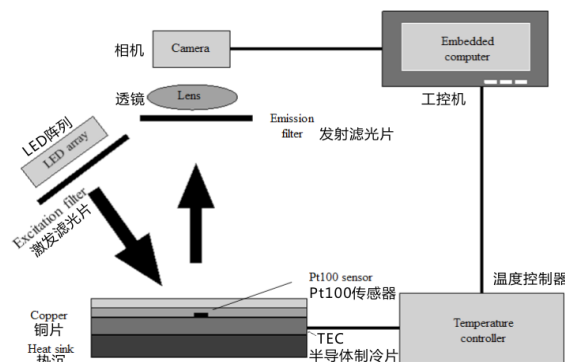 相机
Camera
Embedded
computer
工控机
透镜
Lens
Emission
filter
发射滤光片
LED阵列
LED array
Excitation filter
激发滤光片
Pt100 sensor
Pt100传感器
温度控制器
Temperature
controller
Copper
铜片
TEC
半导体制冷片
Heat sink
热沉